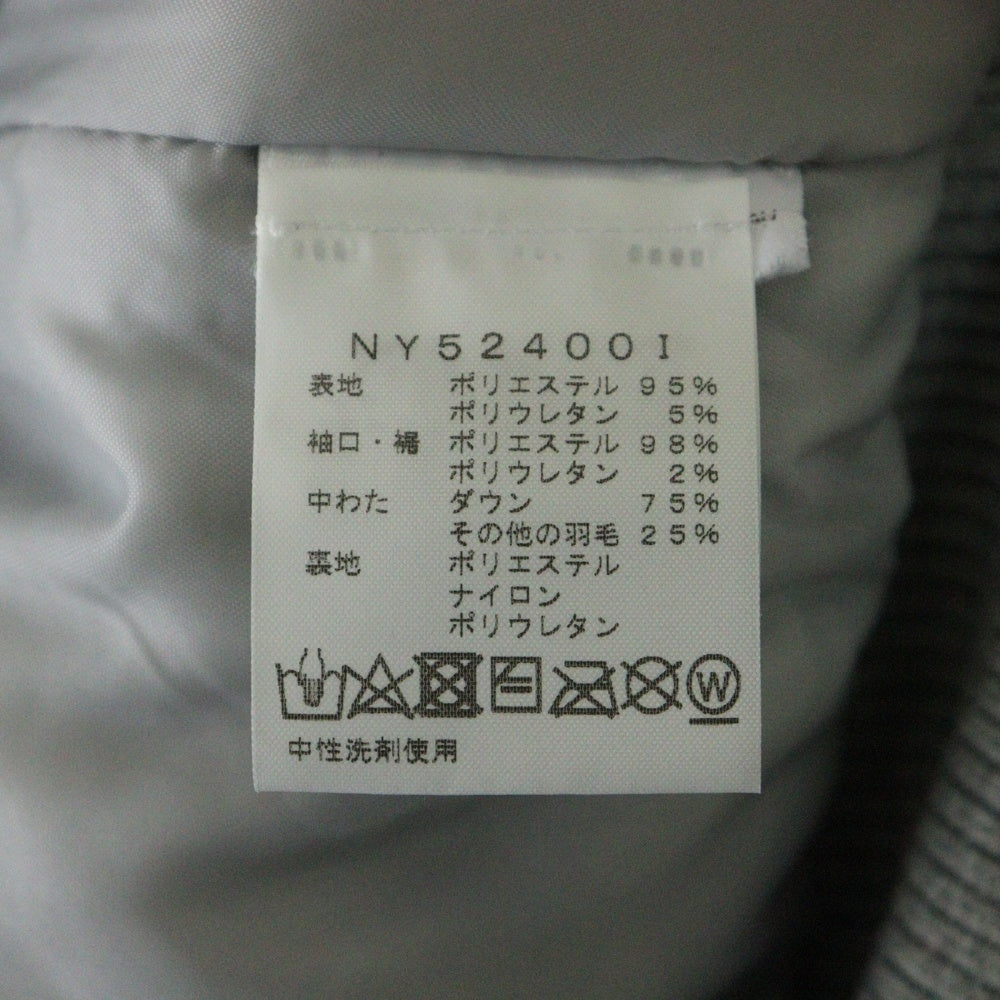 NY52400I
表地 ポリエステル 95%
ポリウレタン 5%
袖口・裾 ポリエステル 98%
ポリウレタン 2%
中わた ダウン 75%
その他の羽毛 25%
裏地 ポリエステル
ナイロン
ポリウレタン
W
中性洗剤使用